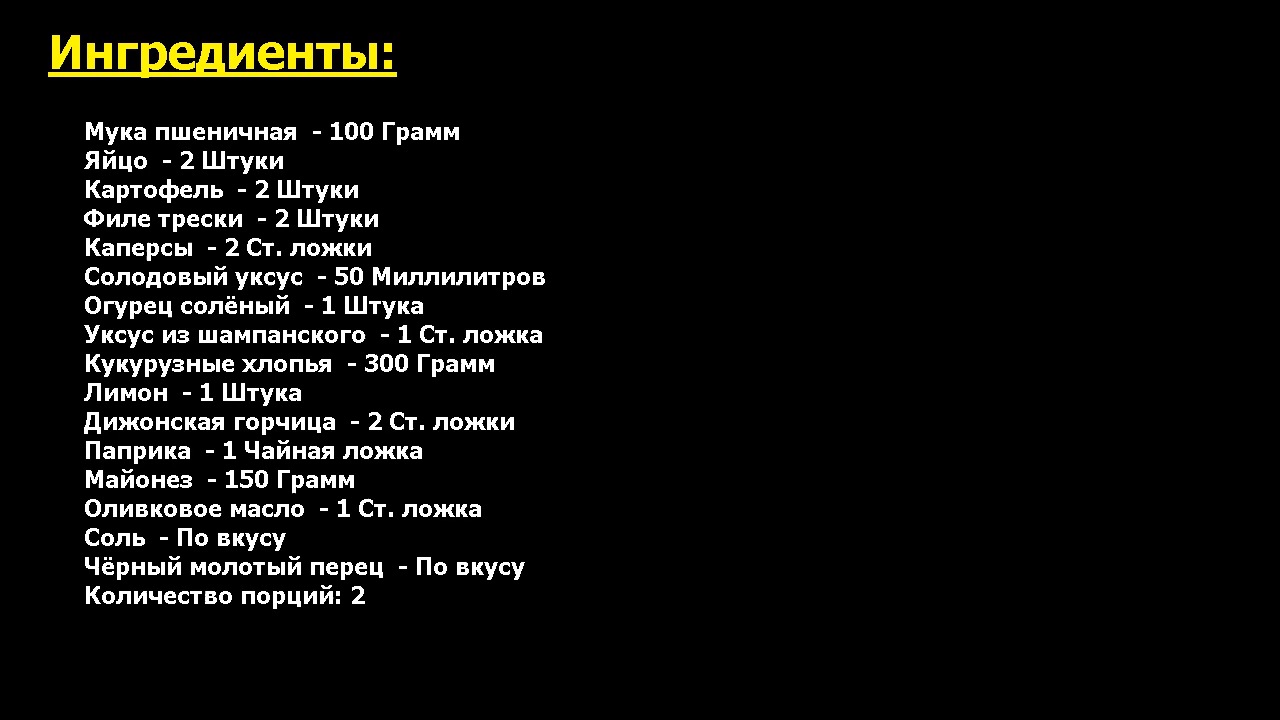 Ингредиенты:
Мука пшеничная - 100 Грамм
Яйцо - 2 Штуки
Картофель - 2 Штуки
Филе трески - 2 Штуки
Каперсы - 2 Ст. ложки
Солодовый уксус - 50 Миллилитров
Огурец солёный - 1 Штука
Уксус из шампанского - 1 Ст. ложка
Кукурузные хлопья - 300 Грамм
Лимон - 1 Штука
Дижонская горчица - 2 Ст. ложки
Паприка - 1 Чайная ложка
Майонез - 150 Грамм
Оливковое масло - 1 Ст. ложка
Соль - По вкусу
Чёрный молотый перец - По вкусу
Количество порций: 2